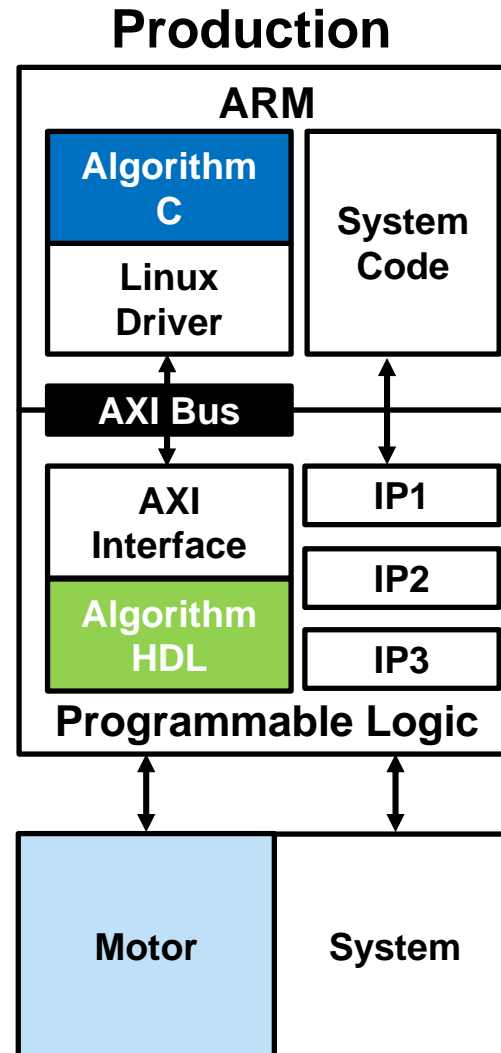 Production
ARM
Algorithm
C
Linux
Driver
System
Code
AXI Bus
AXI
Interface
Algorithm
HDL
IP1
IP2
IP3
Programmable Logic
Motor
System